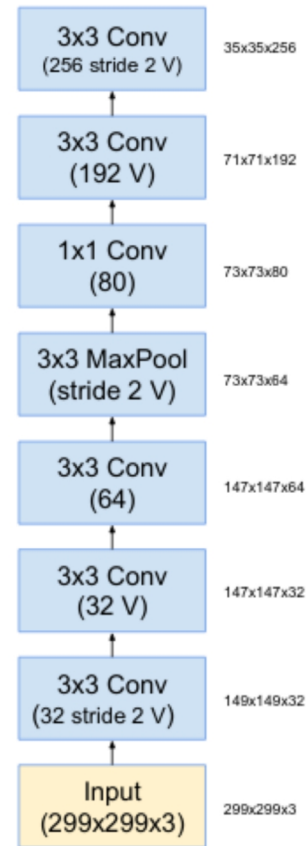 3x3 Conv
(256 stride 2 V)
35x35x256
3x3 Conv
(192 V)
71x71x192
1x1 Conv
(80)
73x73x80
3x3 MaxPool
(stride 2 V)
73x73x64
3x3 Conv
(64)
147x147x64
3x3 Conv
(32 V)
147x147x32
3x3 Conv
(32 stride 2 V)
149x149x32
Input
(299x299x3)
299x299x3